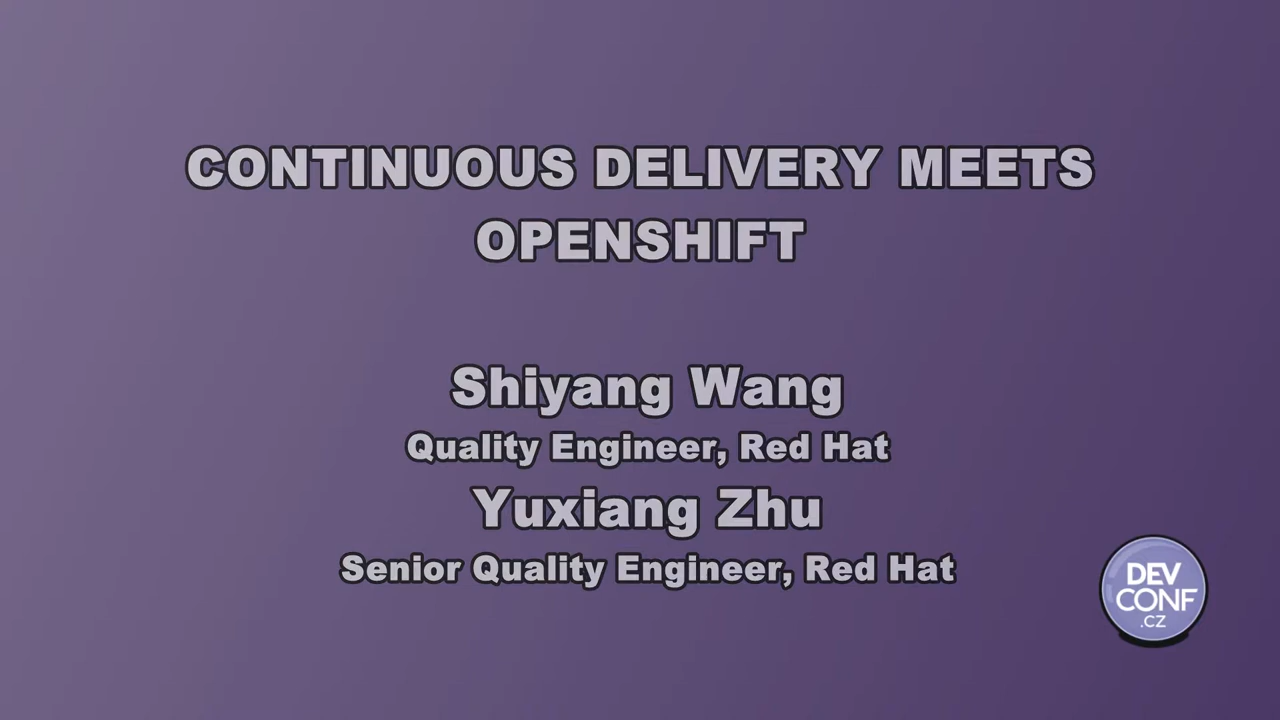 CONTINUOUS DELIVERY MEETS
OPENSHIFT
Shiyang Wang
Quality Engineer, Red Hat
Yuxiang Zhu
Senior Quality Engineer, Red Hat
DEV
CONF
.CZ